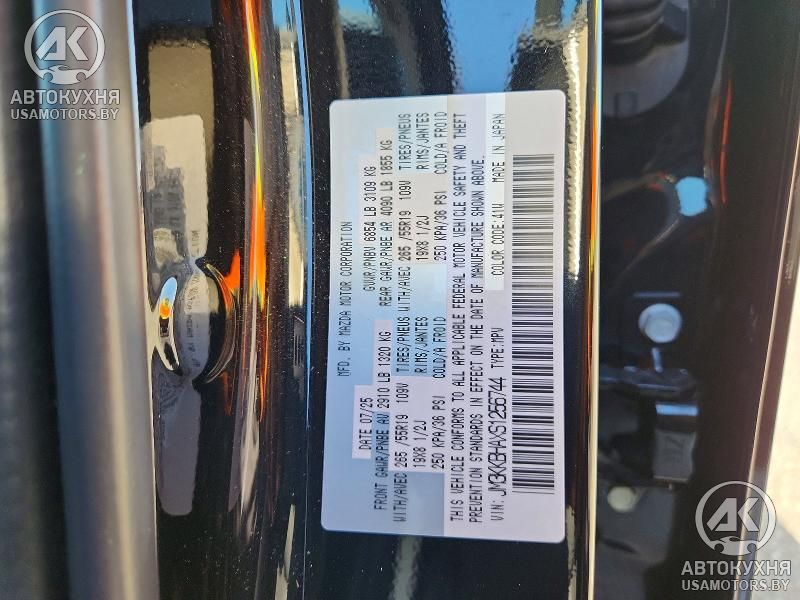 AK
АВТОКУХНЯ
USAMOTORS.BY
MFD. BY MAZDA MOTOR CORPORATION
DATE 07/25 GVWR/PNBV 6854 LB 3109 KG
FRONT GAWR/PNBE AV 2910 LB 1320 KG REAR GAWR/PNBE AR 4090 LB 1855 KG
WITH/AVEC 265 /55R19 109V TIRES/PNEUS WITH/AVEC 265 /55R19 109V TIRES/PNEUS
19X8 1/2J RIMS/JANTES 19X8 1/2J RIMS/JANTES
250 KPA/36 PSI COLD/A FROID 250 KPA/36 PSI COLD/A FROID
THIS VEHICLE CONFORMS TO ALL APPLICABLE FEDERAL MOTOR VEHICLE SAFETY AND THEFT
PREVENTION STANDARDS IN EFFECT ON THE DATE OF MANUFACTURE SHOWN ABOVE.
VIN: JM3KKBHAXS1256744 TYPE:MPV COLOR CODE:41W MADE IN JAPAN
AK
АВТОКУХНЯ
USAMOTORS.BY